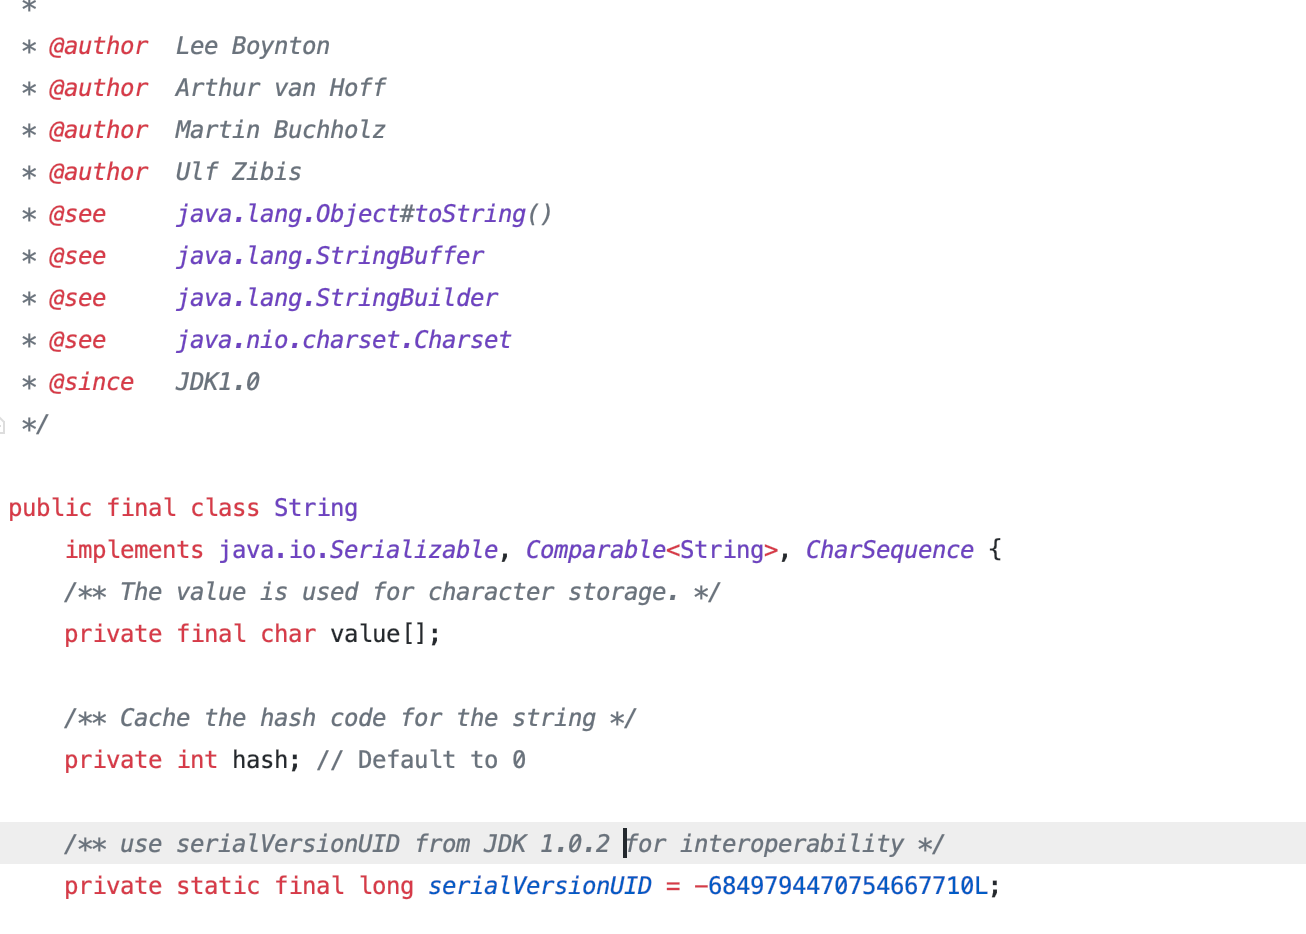 *
* @author  Lee Boynton
* @author  Arthur van Hoff
* @author  Martin Buchholz
* @author  Ulf Zibis
* @see     java.lang.Object#toString()
* @see     java.lang.StringBuffer
* @see     java.lang.StringBuilder
* @see     java.nio.charset.Charset
* @since   JDK1.0
*/
public final class String
    implements java.io.Serializable, Comparable<String>, CharSequence {
    /** The value is used for character storage. */
    private final char value[];
    /** Cache the hash code for the string */
    private int hash; // Default to 0
    /** use serialVersionUID from JDK 1.0.2 for interoperability */
    private static final long serialVersionUID = -6849794470754667710L;